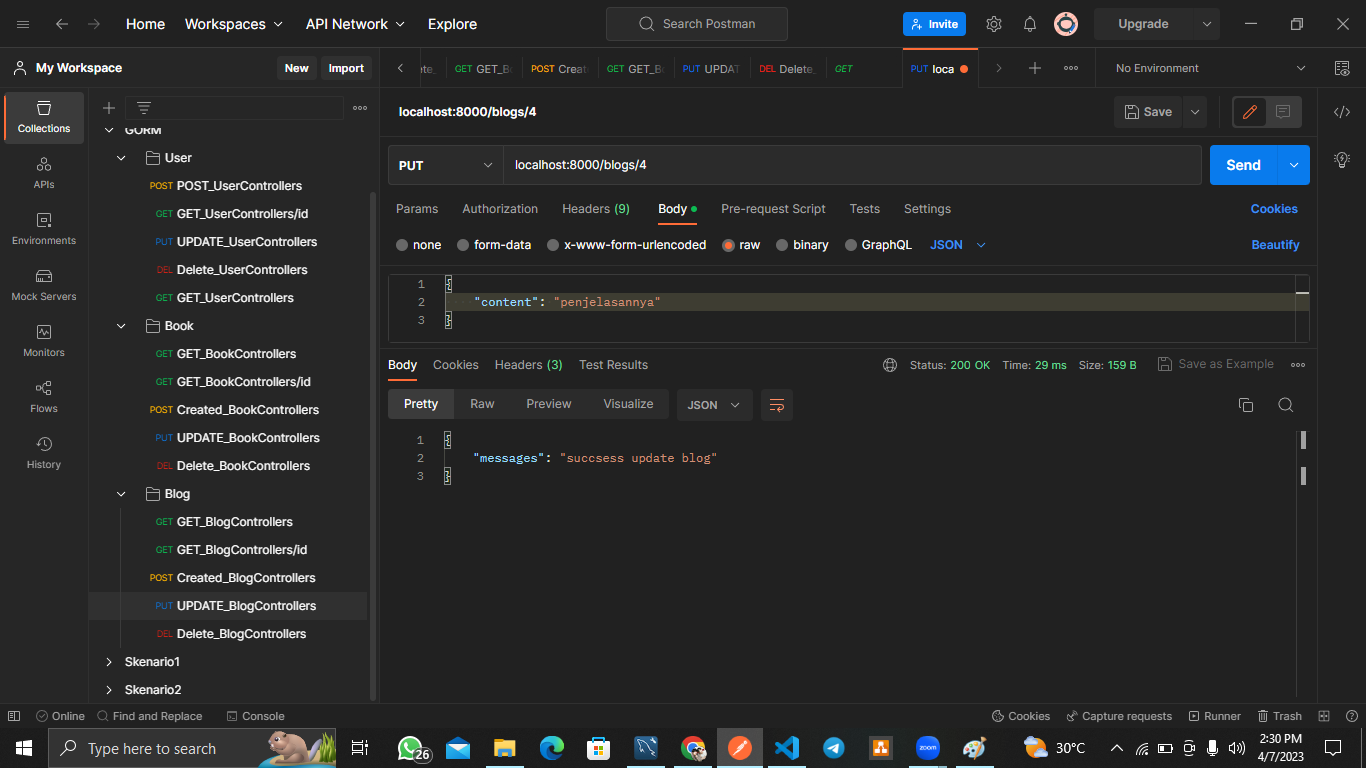 Home Workspaces API Network Explore Search Postman Invite Upgrade
My Workspace New Import
GET GET_B POST Creat GET GET_B PUT UPDAT DEL Delete_ GET PUT loca No Environment
Collections
APIs
Environments
Mock Servers
Monitors
Flows
History
GORM
User
POST POST_UserControllers
GET GET_UserControllers/id
PUT UPDATE_UserControllers
DEL Delete_UserControllers
GET GET_UserControllers
Book
GET GET_BookControllers
GET GET_BookControllers/id
POST Created_BookControllers
PUT UPDATE_BookControllers
DEL Delete_BookControllers
Blog
GET GET_BlogControllers
GET GET_BlogControllers/id
POST Created_BlogControllers
PUT UPDATE_BlogControllers
DEL Delete_BlogControllers
Skenario1
Skenario2
localhost:8000/blogs/4 Save
PUT localhost:8000/blogs/4 Send
Params Authorization Headers (9) Body Pre-request Script Tests Settings Cookies
none form-data x-www-form-urlencoded raw binary GraphQL JSON Beautify
1 {
2 "content": "penjelasannya"
3 }
Body Cookies Headers (3) Test Results Status: 200 OK Time: 29 ms Size: 159 B Save as Example
Pretty Raw Preview Visualize JSON
1 {
2 "messages": "succsess update blog"
3 }
Online Find and Replace Console Cookies Capture requests Runner Trash
Type here to search 26 zoom 30°C 2:30 PM
4/7/2023